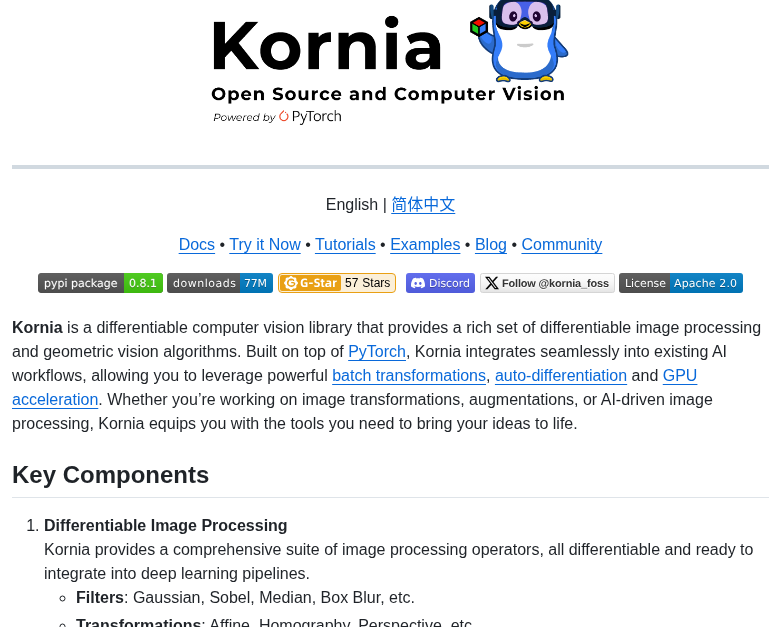 Kornia
Open Source and Computer Vision
Powered by PyTorch
English | 简体中文
Docs • Try it Now • Tutorials • Examples • Blog • Community
pypi package 0.8.1 downloads 77M G-Star 57 Stars Discord Follow @kornia_foss License Apache 2.0
Kornia is a differentiable computer vision library that provides a rich set of differentiable image processing
and geometric vision algorithms. Built on top of PyTorch, Kornia integrates seamlessly into existing AI
workflows, allowing you to leverage powerful batch transformations, auto-differentiation and GPU
acceleration. Whether you’re working on image transformations, augmentations, or AI-driven image
processing, Kornia equips you with the tools you need to bring your ideas to life.
Key Components
1. Differentiable Image Processing
Kornia provides a comprehensive suite of image processing operators, all differentiable and ready to
integrate into deep learning pipelines.
◦ Filters: Gaussian, Sobel, Median, Box Blur, etc.
◦ Transformations: Affine, Homography, Perspective, etc.